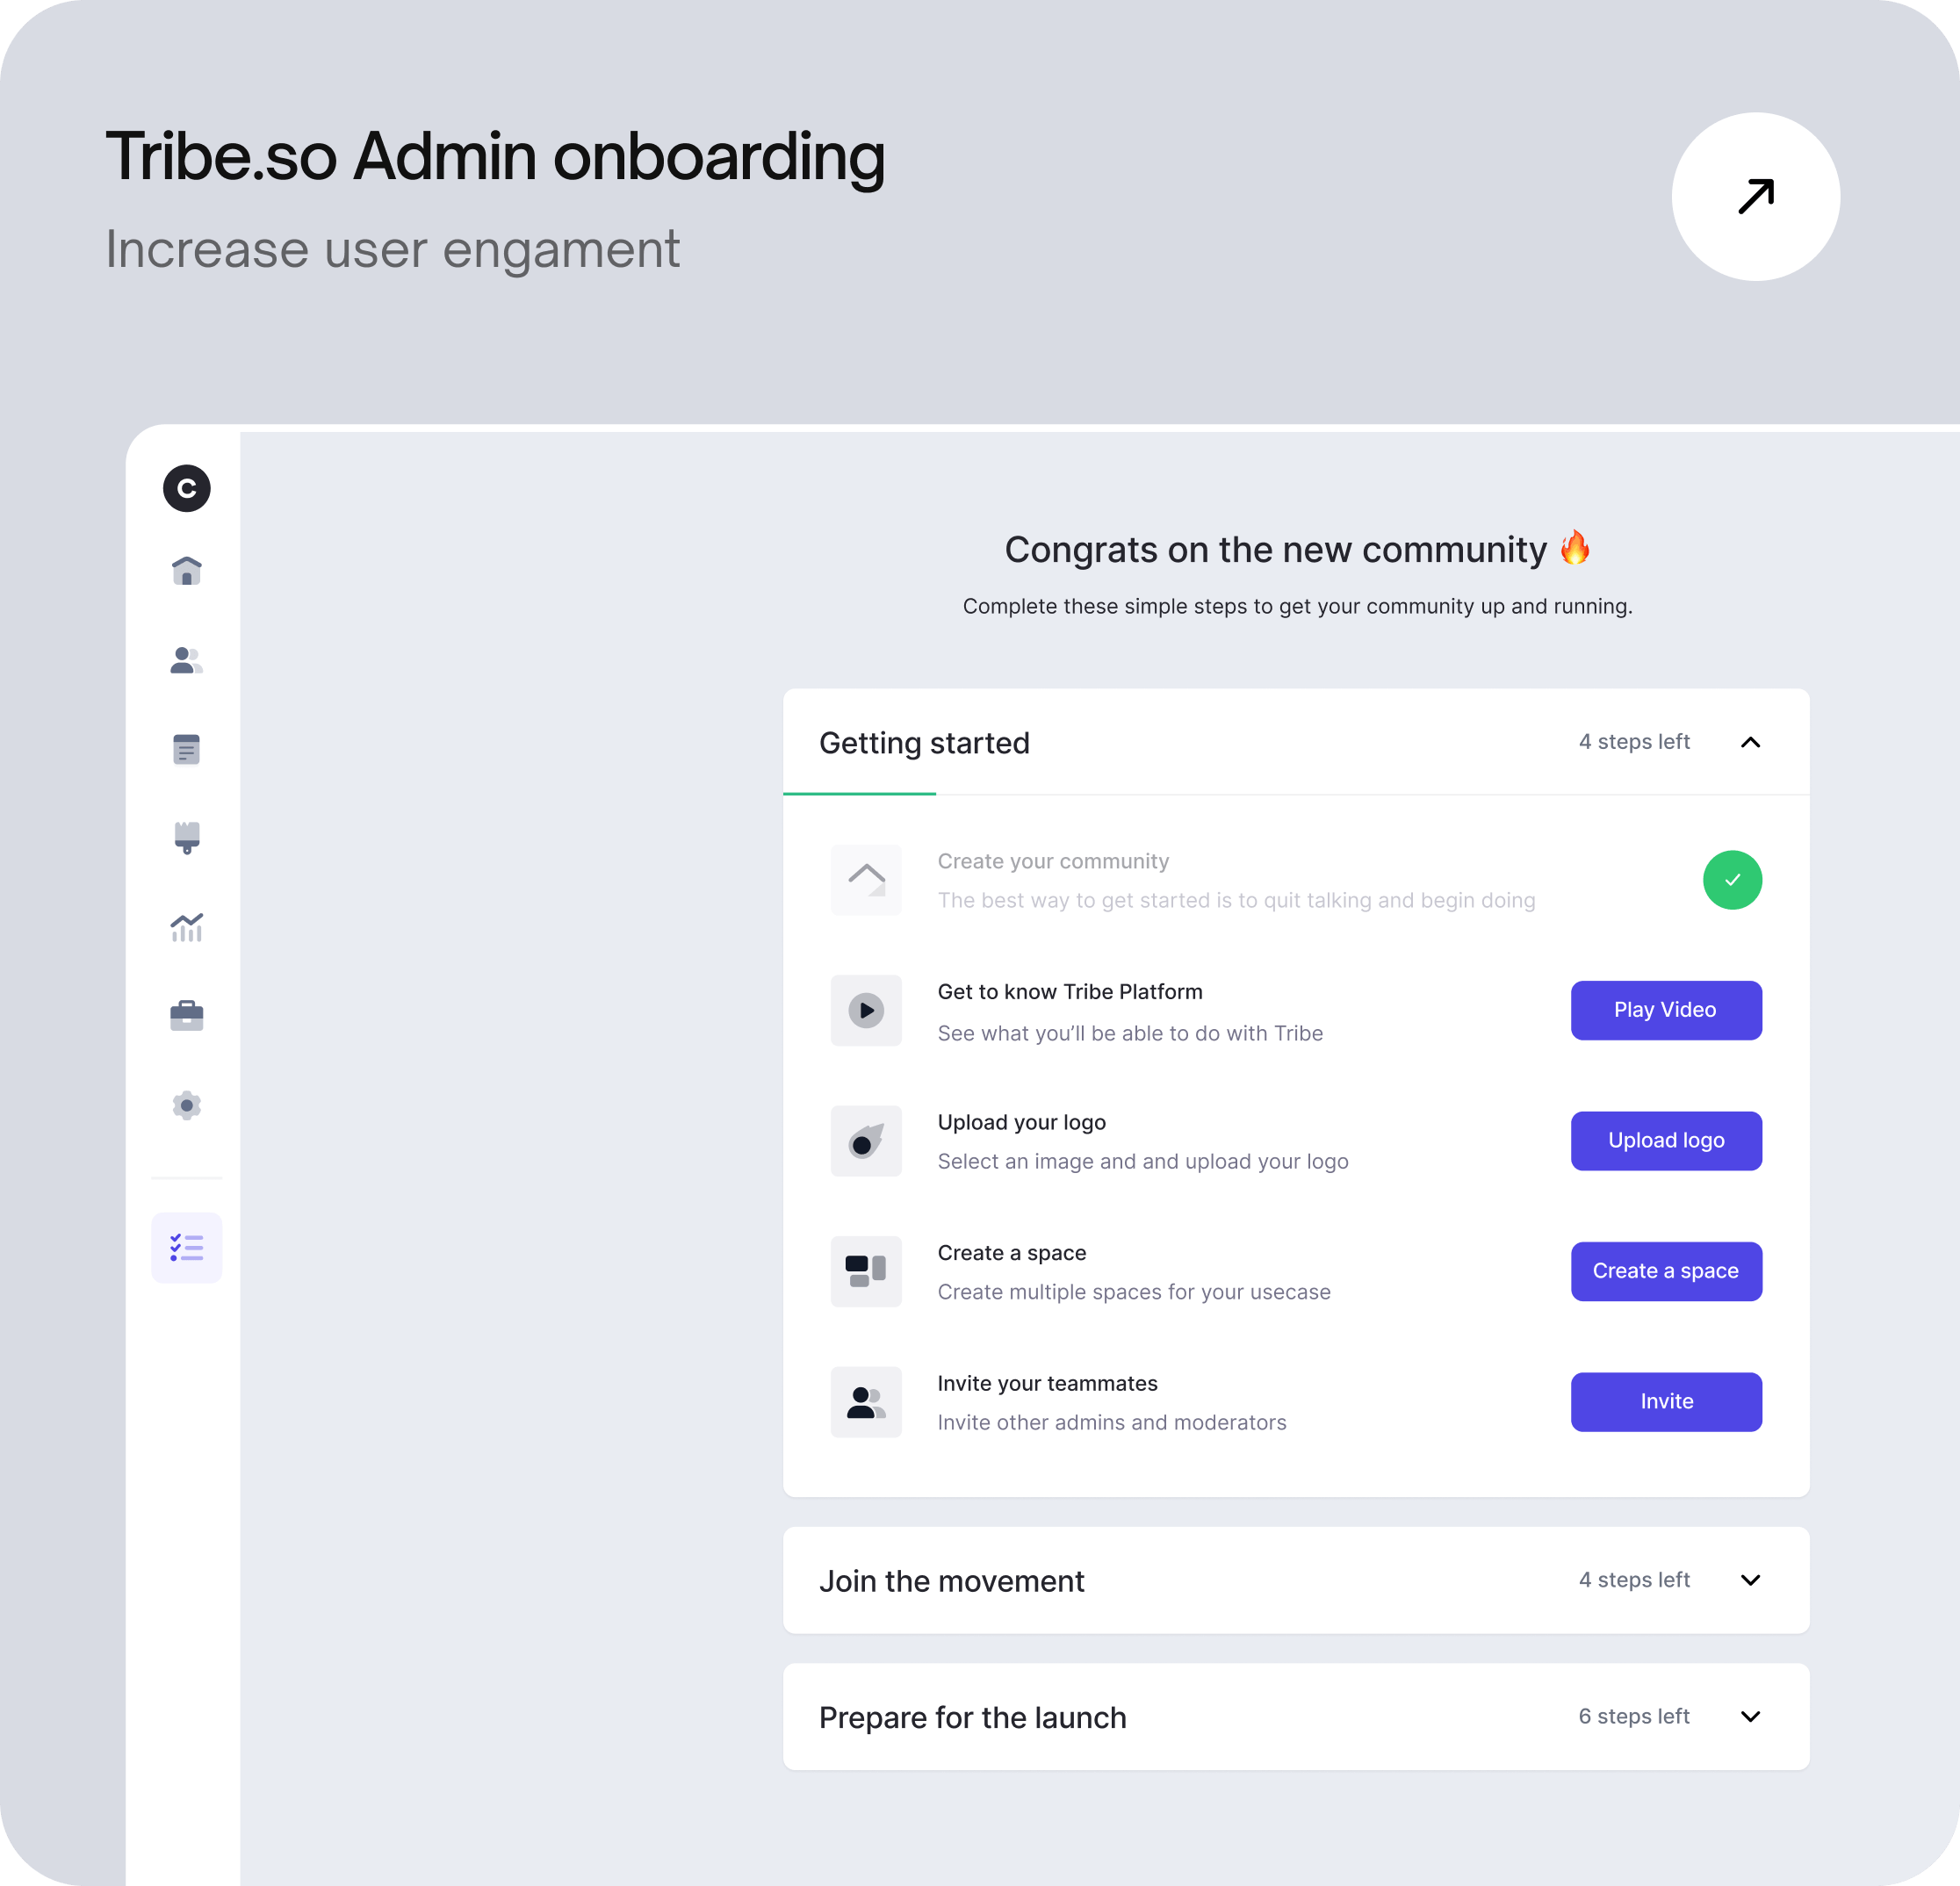 Tribe.so Admin onboarding
Increase user engament
C
Congrats on the new community 🔥
Complete these simple steps to get your community up and running.
Getting started
4 steps left
Create your community
The best way to get started is to quit talking and begin doing
Get to know Tribe Platform
See what you’ll be able to do with Tribe
Play Video
Upload your logo
Select an image and and upload your logo
Upload logo
Create a space
Create multiple spaces for your usecase
Create a space
Invite your teammates
Invite other admins and moderators
Invite
Join the movement
4 steps left
Prepare for the launch
6 steps left